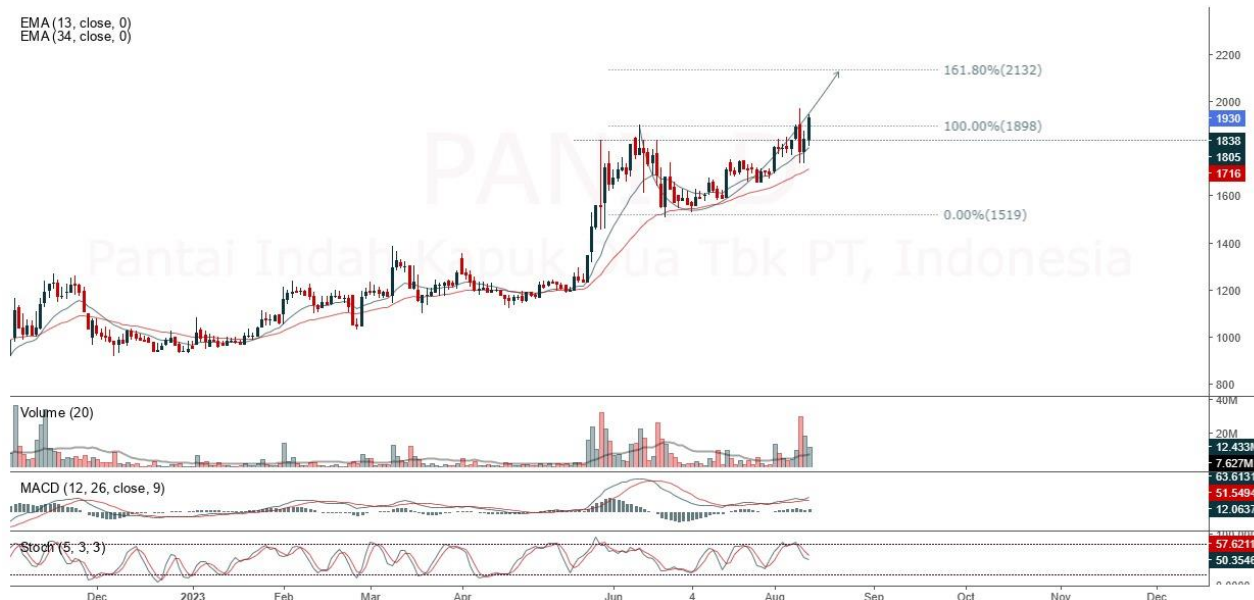 EMA (13, close, 0)
EMA (34, close, 0)
2200
161.80%(2132)
2000
1930
100.00%(1898)
1838
1805
1716
1600
0.00%(1519)
Pantai Indah Kapuk Dua Tbk PT, Indonesia
1400
1200
1000
800
40M
Volume (20)
20M
12.433M
7.627M
63.6131
MACD (12, 26, close, 9)
51.5494
12.0637
Stoch (5, 3, 3)
57.6211
50.3548
Dec 2023 Feb Mar Apr Jun 4 Aug Sep Oct Nov Dec